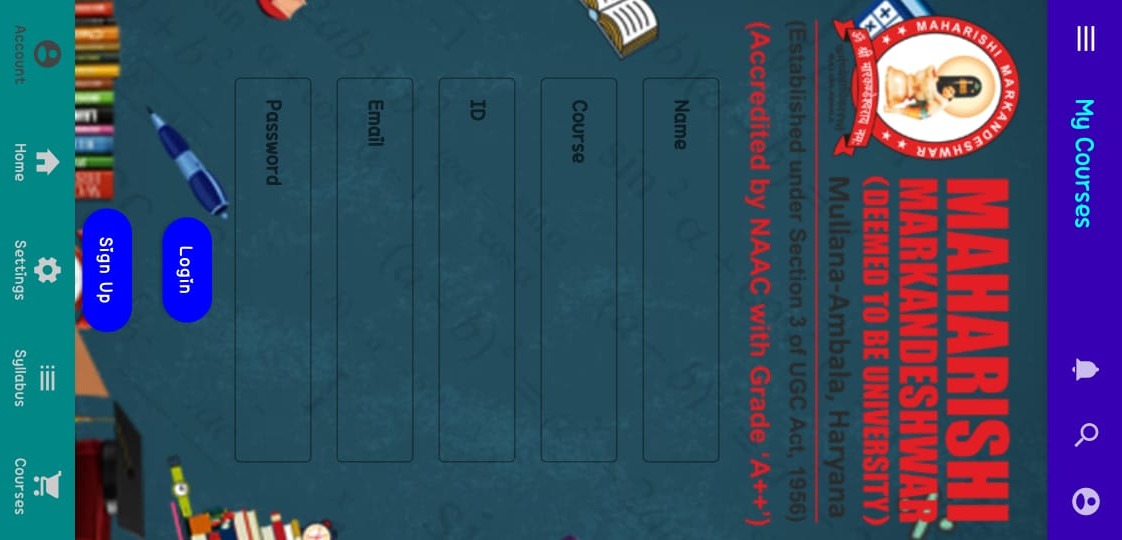 My Courses
MAHARISHI MARKANDESHWAR
MAHARISHI
MARKANDESHWAR
(DEEMED TO BE UNIVERSITY)
Mullana-Ambala, Haryana
(Established under Section 3 of UGC Act, 1956)
(Accredited by NAAC with Grade 'A++')
Name
Course
ID
Email
Password
Login
Sign Up
Account
Home
Settings
Syllabus
Courses